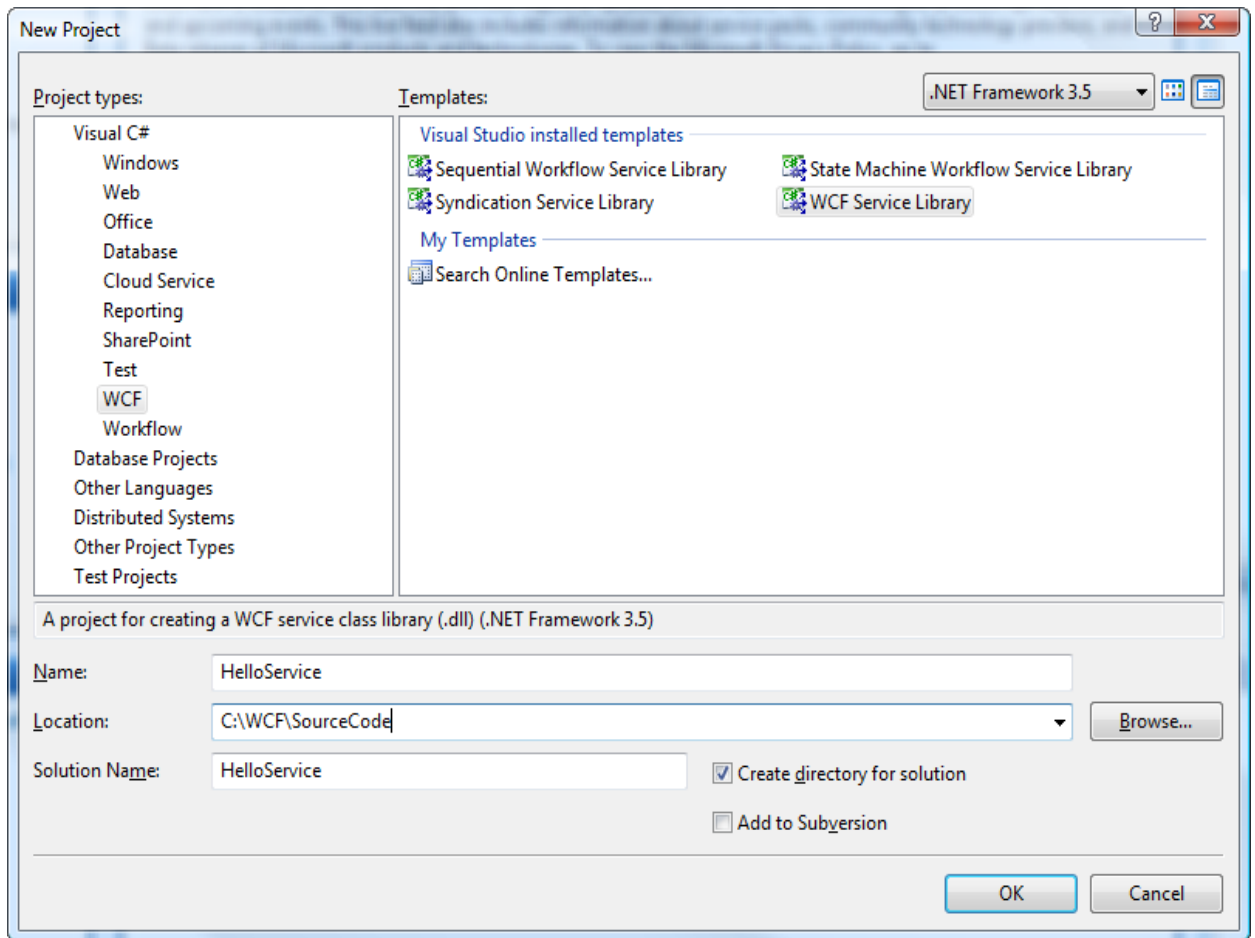 New Project
Project types:
Templates:
.NET Framework 3.5
Visual C#
Windows
Web
Office
Database
Cloud Service
Reporting
SharePoint
Test
WCF
Workflow
Database Projects
Other Languages
Distributed Systems
Other Project Types
Test Projects
Visual Studio installed templates
Sequential Workflow Service Library
State Machine Workflow Service Library
Syndication Service Library
WCF Service Library
My Templates
Search Online Templates...
A project for creating a WCF service class library (.dll) (.NET Framework 3.5)
Name:
HelloService
Location:
C:\WCF\SourceCode
Browse...
Solution Name:
HelloService
Create directory for solution
Add to Subversion
OK
Cancel